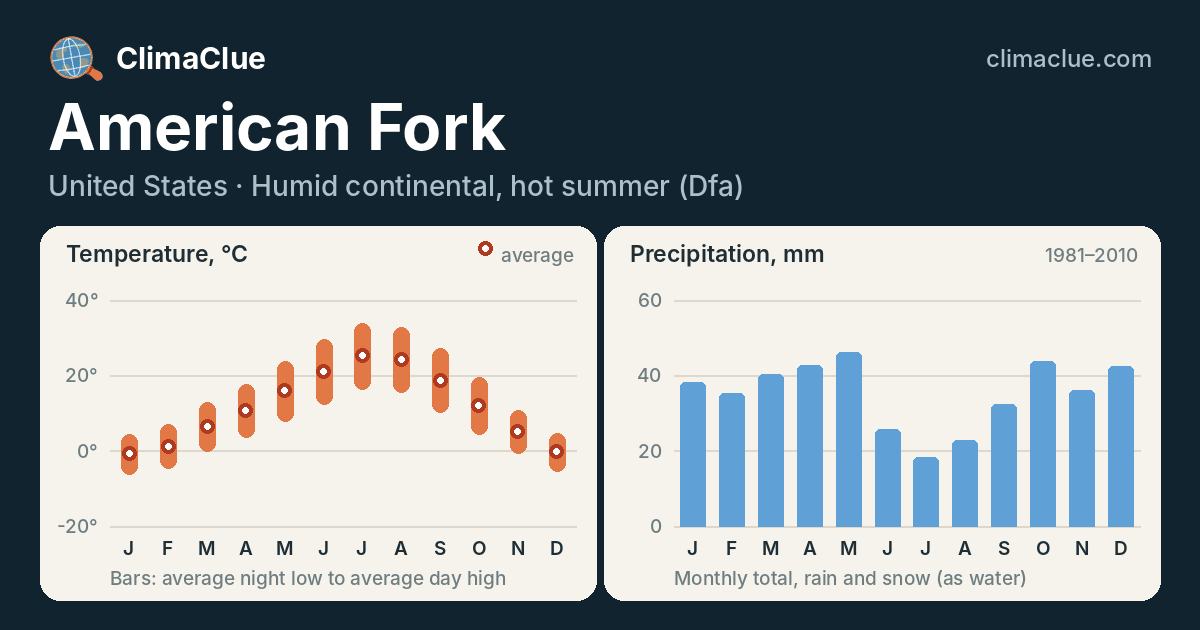 ClimaClue
climaclue.com
American Fork
United States · Humid continental, hot summer (Dfa)
Temperature, °C
average
40°
20°
0°
-20°
J F M A M J J A S O N D
Bars: average night low to average day high
Precipitation, mm
1981–2010
60
40
20
0
J F M A M J J A S O N D
Monthly total, rain and snow (as water)